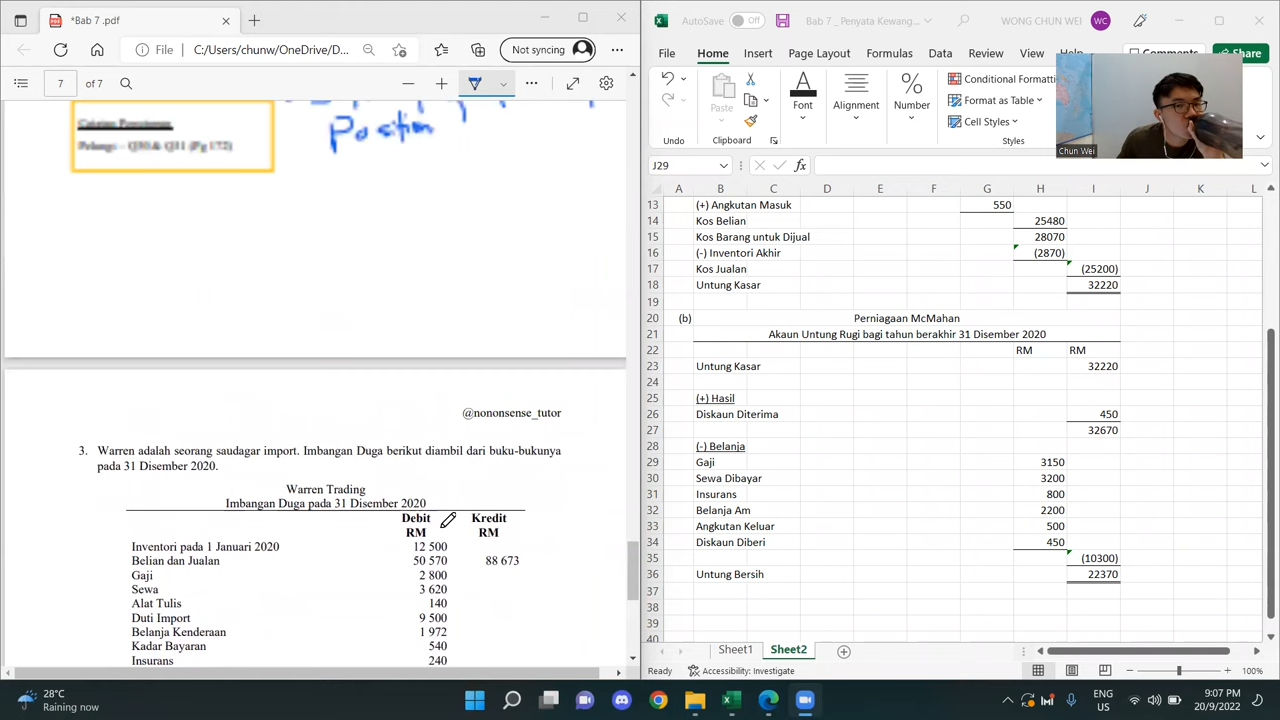 *Bab 7 .pdf
File
C:/Users/chunw/OneDrive/D...
Not syncing
7
of 7
Position
@nononsense_tutor
3. Warren adalah seorang saudagar import. Imbangan Duga berikut diambil dari buku-bukunya
pada 31 Disember 2020.
Warren Trading
Imbangan Duga pada 31 Disember 2020
Debit Kredit
RM RM
Inventori pada 1 Januari 2020 12 500
Belian dan Jualan 50 570 88 673
Gaji 2 800
Sewa 3 620
Alat Tulis 140
Duti Import 9 500
Belanja Kenderaan 1 972
Kadar Bayaran 540
Insurans 240
AutoSave Off
Bab 7 _ Penyata Kewang...
WONG CHUN WEI WC
File Home Insert Page Layout Formulas Data Review View Help
Comments Share
Undo
Paste
Clipboard
Font
Alignment
Number
Conditional Formatti
Format as Table
Cell Styles
Styles
Chun Wei
J29
fx
A B C D E F G H I J K L
13 (+) Angkutan Masuk 550
14 Kos Belian 25480
15 Kos Barang untuk Dijual 28070
16 (-) Inventori Akhir (2870)
17 Kos Jualan (25200)
18 Untung Kasar 32220
19
20 (b) Perniagaan McMahan
21 Akaun Untung Rugi bagi tahun berakhir 31 Disember 2020
22 RM RM
23 Untung Kasar 32220
24
25 (+) Hasil
26 Diskaun Diterima 450
27 32670
28 (-) Belanja
29 Gaji 3150
30 Sewa Dibayar 3200
31 Insurans 800
32 Belanja Am 2200
33 Angkutan Keluar 500
34 Diskaun Diberi 450
35 (10300)
36 Untung Bersih 22370
37
38
39
40
Sheet1 Sheet2
Ready Accessibility: Investigate 100%
28°C
Raining now
ENG
US
9:07 PM
20/9/2022